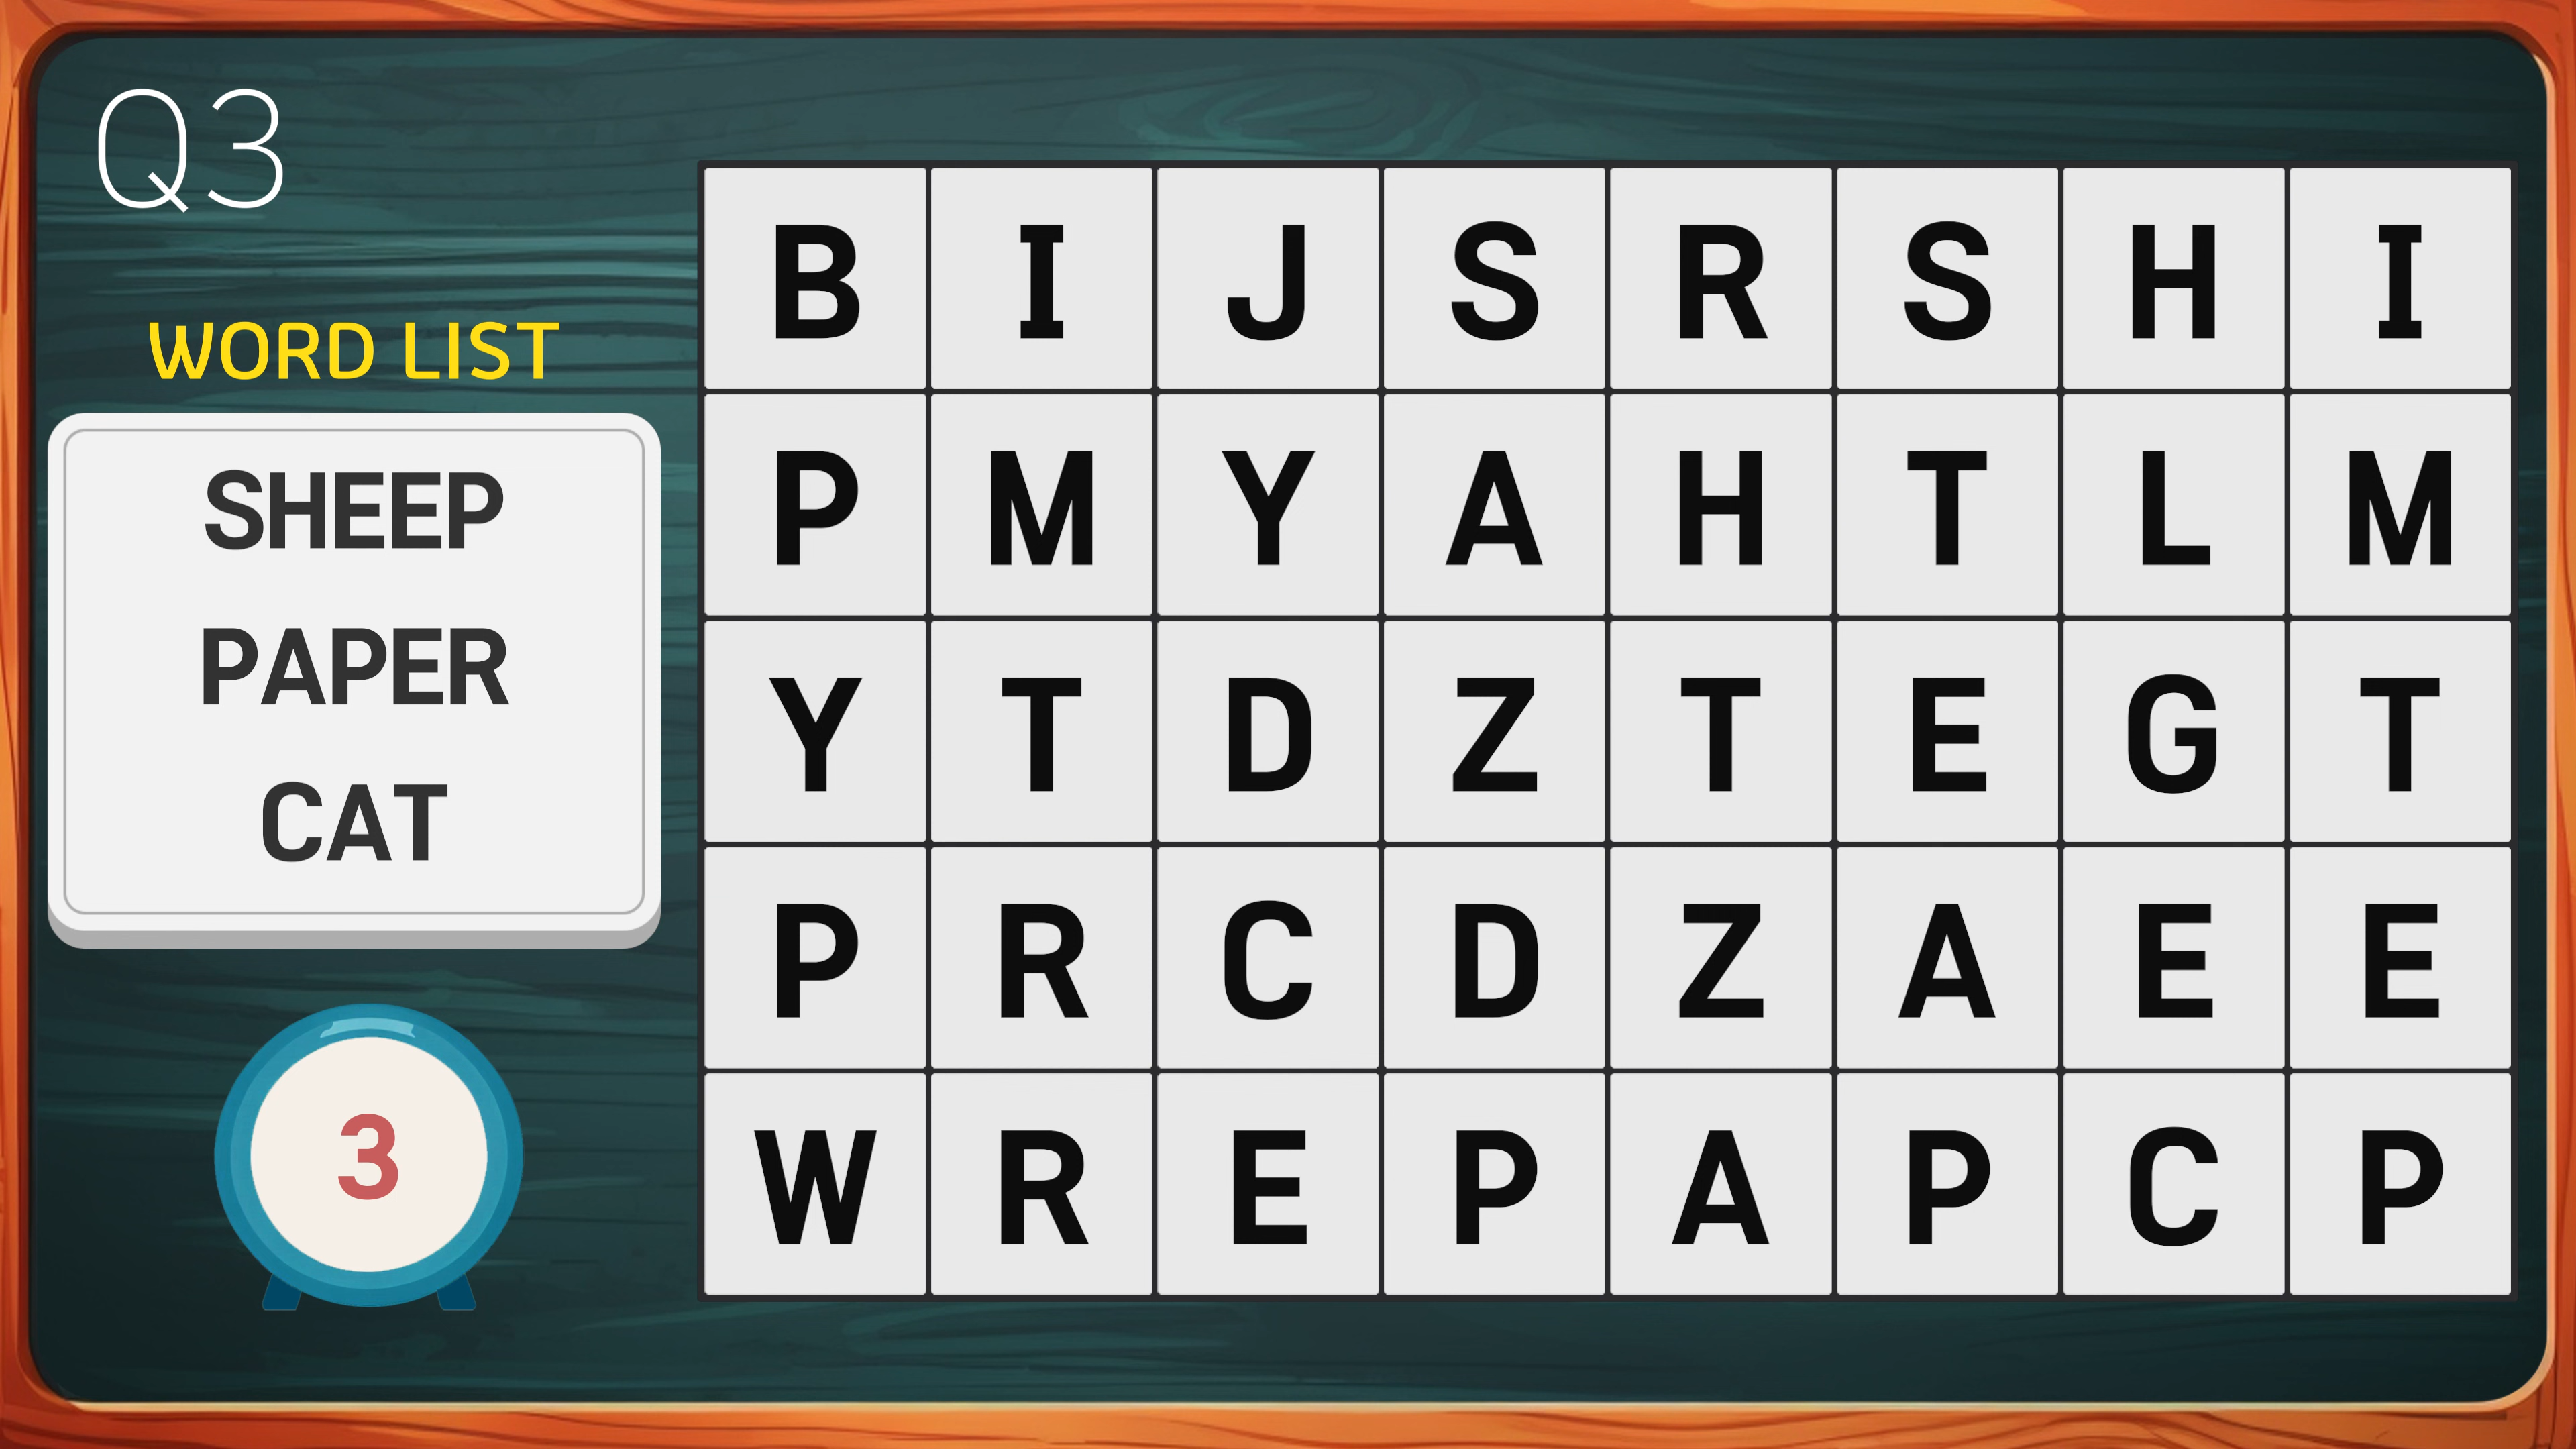 Q3
WORD LIST
SHEEP
PAPER
CAT
3
B I J S R S H I
P M Y A H T L M
Y T D Z T E G T
P R C D Z A E E
W R E P A P C P